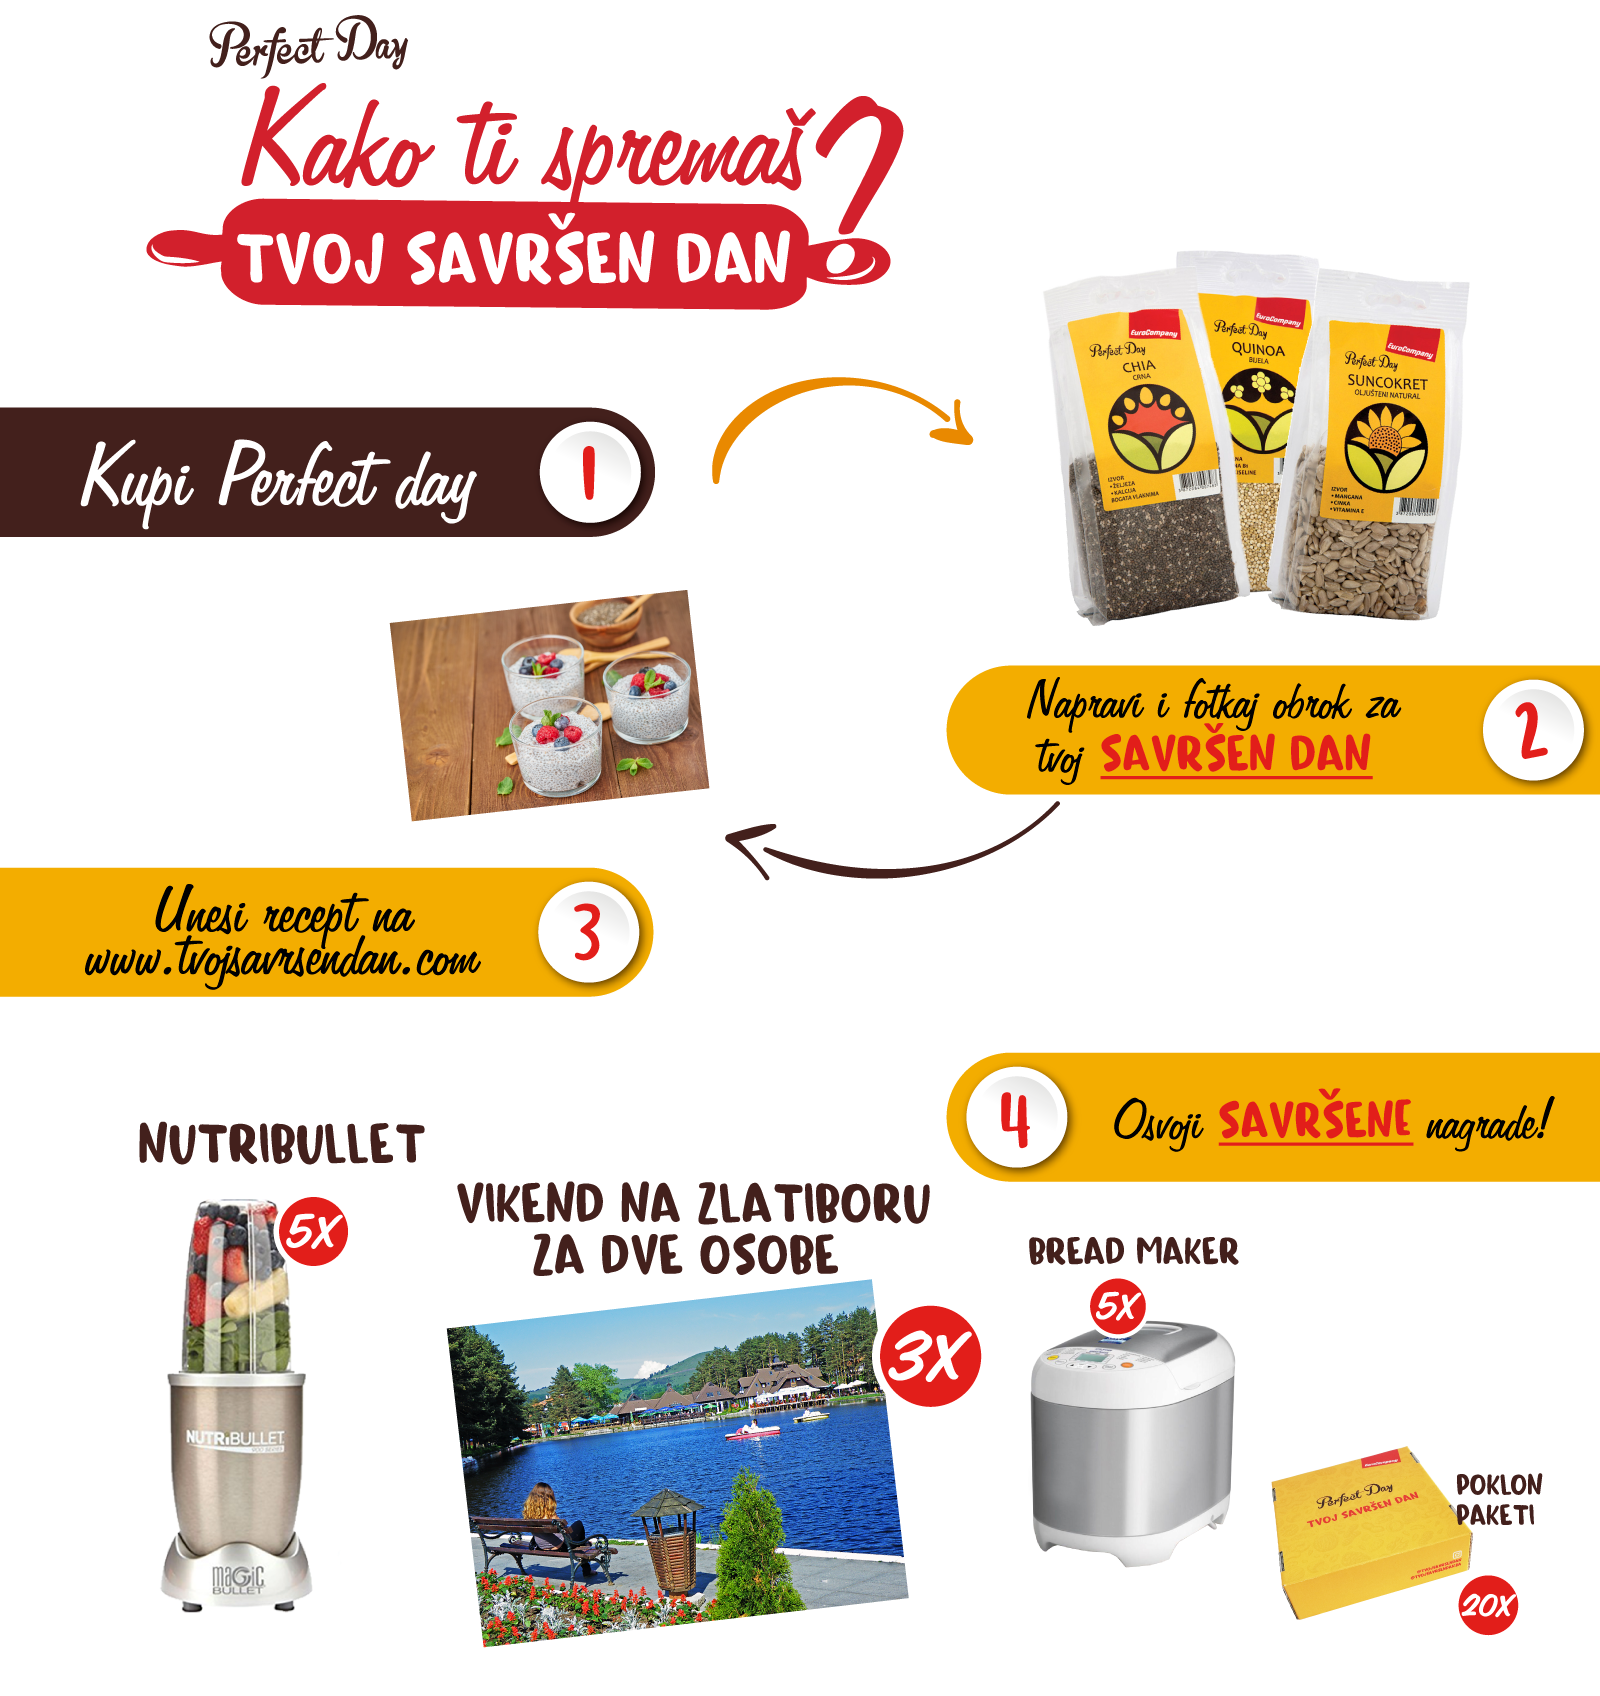 Perfect Day
Kako ti spremaš?
TVOJ SAVRŠEN DAN
EuroCompany
Perfect Day
CHIA
CRNA
IZVOR
• ŽELJEZA
• KALCIJA
BOGATA VLAKNIMA
EuroCompany
Perfect Day
QUINOA
BIJELA
EuroCompany
Perfect Day
SUNCOKRET
OLJUŠTENI NATURAL
IZVOR
• MANGANA
• CINKA
• VITAMINA E
Kupi Perfect day
1
Napravi i fotkaj obrok za
tvoj SAVRŠEN DAN
2
Unesi recept na
www.tvojsavrsendan.com
3
4
Osvoji SAVRŠENE nagrade!
NUTRIBULLET
5X
NUTRiBULLET
maGic
BULLET
VIKEND NA ZLATIBORU
ZA DVE OSOBE
3X
BREAD MAKER
5X
EuroCompany
Perfect Day
TVOJ SAVRŠEN DAN
POKLON
PAKETI
20X